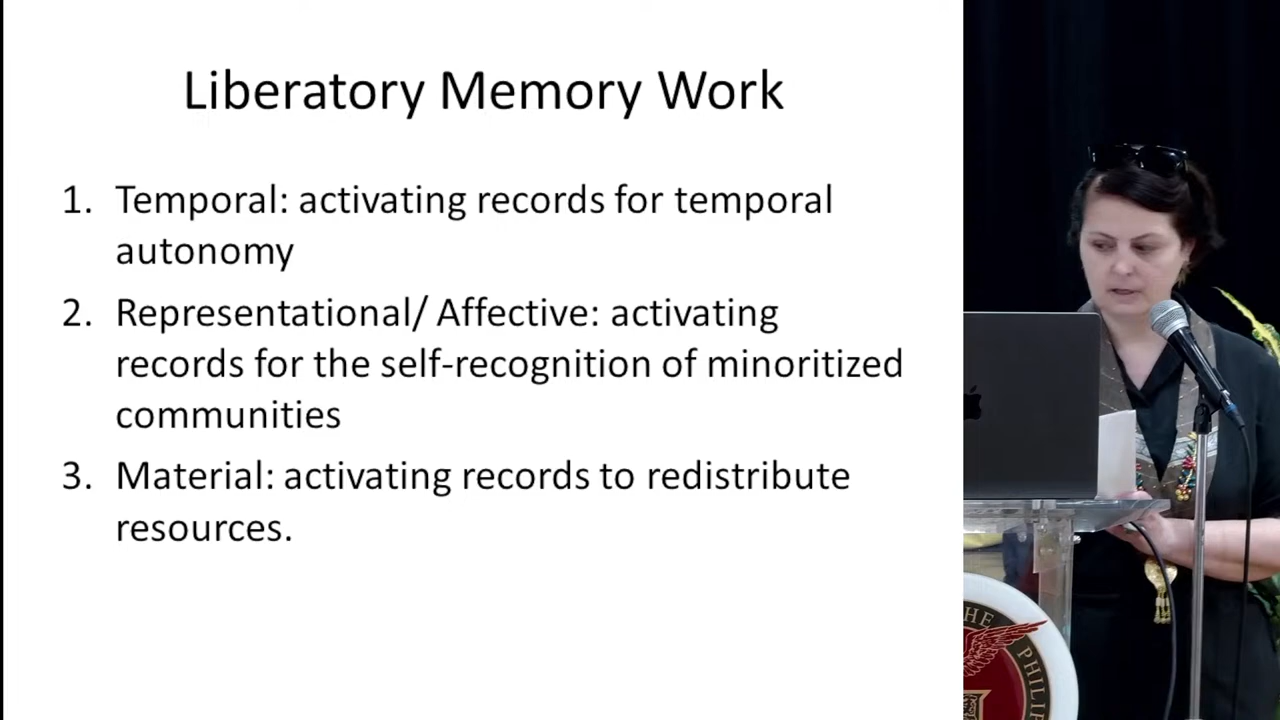 Liberatory Memory Work
1. Temporal: activating records for temporal
autonomy
2. Representational/ Affective: activating
records for the self-recognition of minoritized
communities
3. Material: activating records to redistribute
resources.
THE